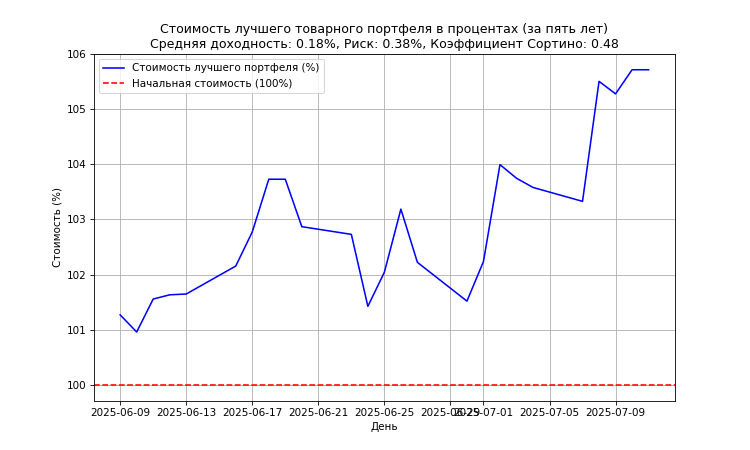 Стоимость лучшего товарного портфеля в процентах (за пять лет)
Средняя доходность: 0.18%, Риск: 0.38%, Коэффициент Сортино: 0.48
Стоимость лучшего портфеля (%)
Начальная стоимость (100%)
Стоимость (%)
106
105
104
103
102
101
100
2025-06-09
2025-06-13
2025-06-17
2025-06-21
2025-06-25
2025-06-29
2025-07-01
2025-07-05
2025-07-09
День